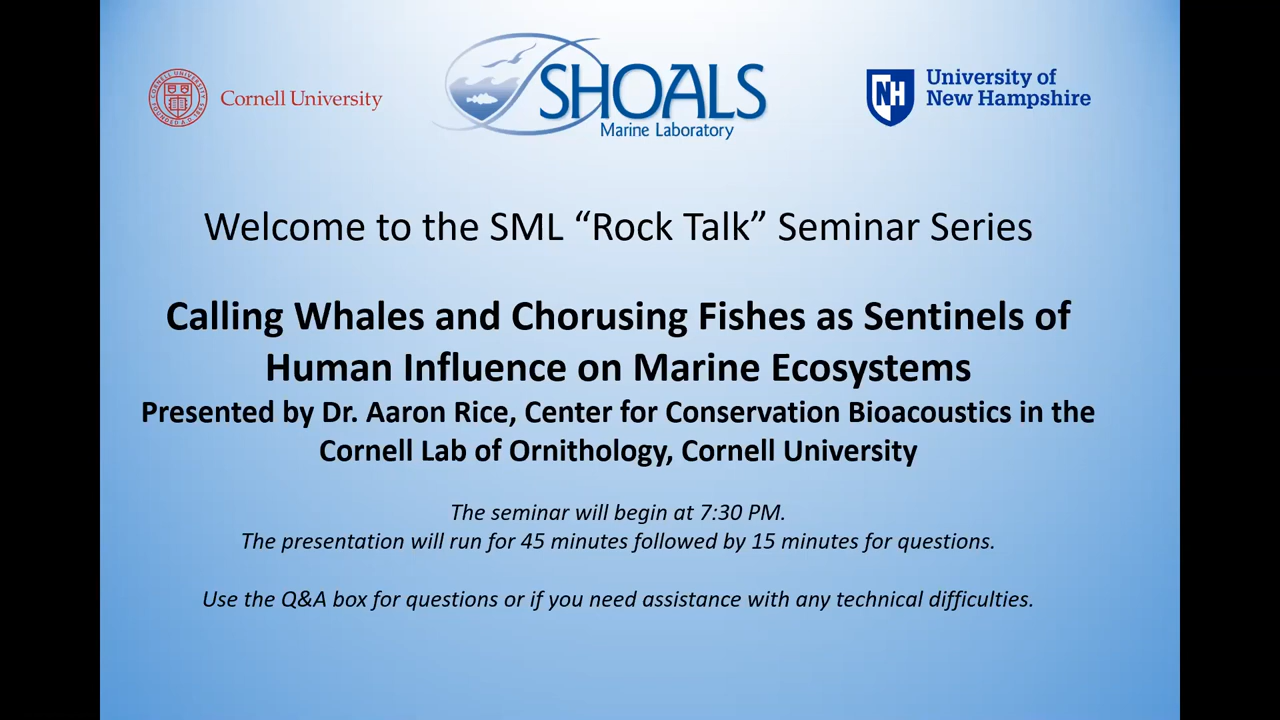 Cornell University
SHOALS
Marine Laboratory
NH
University of
New Hampshire
Welcome to the SML “Rock Talk” Seminar Series
Calling Whales and Chorusing Fishes as Sentinels of
Human Influence on Marine Ecosystems
Presented by Dr. Aaron Rice, Center for Conservation Bioacoustics in the
Cornell Lab of Ornithology, Cornell University
The seminar will begin at 7:30 PM.
The presentation will run for 45 minutes followed by 15 minutes for questions.
Use the Q&A box for questions or if you need assistance with any technical difficulties.